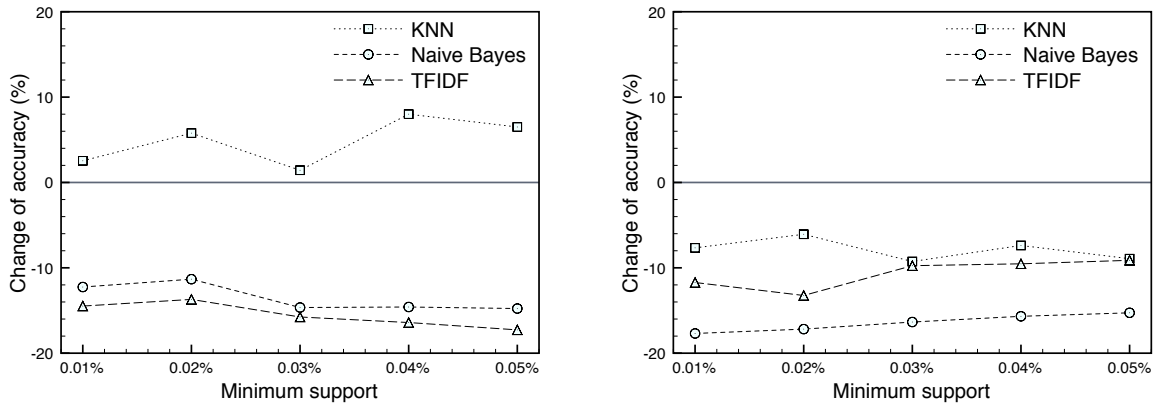 20
10
0
-10
-20
Change of accuracy (%)
KNN
Naive Bayes
TFIDF
0.01% 0.02% 0.03% 0.04% 0.05%
Minimum support
20
10
0
-10
-20
Change of accuracy (%)
KNN
Naive Bayes
TFIDF
0.01% 0.02% 0.03% 0.04% 0.05%
Minimum support